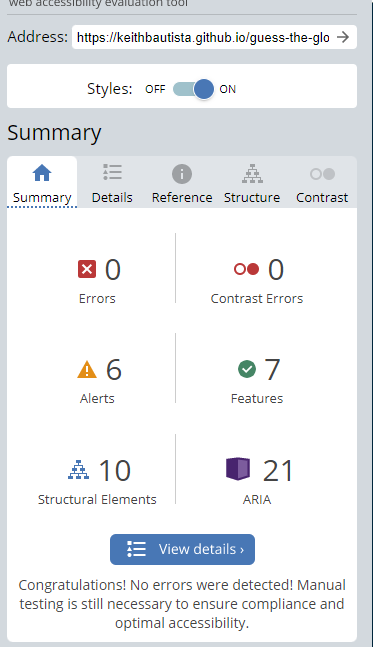 web accessibility evaluation tool
Address: https://keithbautista.github.io/guess-the-glo
Styles: OFF ON
Summary
Summary Details Reference Structure Contrast
0 0
Errors Contrast Errors
6 7
Alerts Features
10 21
Structural Elements ARIA
View details ›
Congratulations! No errors were detected! Manual
testing is still necessary to ensure compliance and
optimal accessibility.